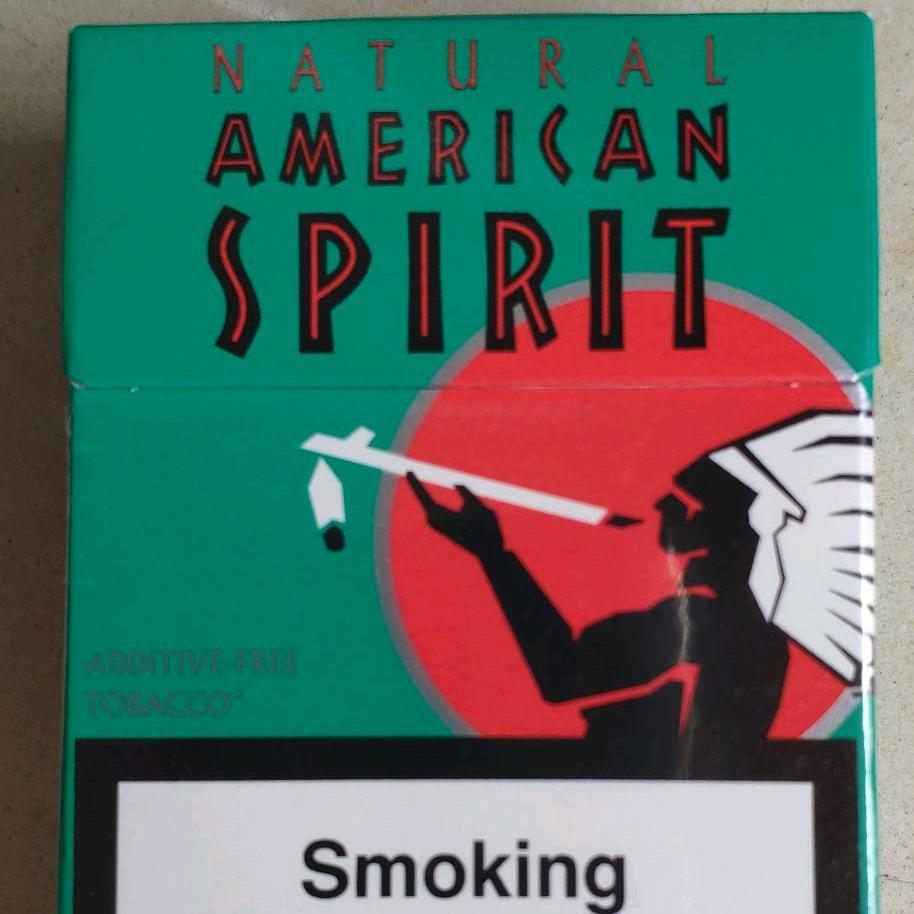 NATURAL
AMERICAN
SPIRIT
ADDITIVE-FREE
TOBACCO*
Smoking